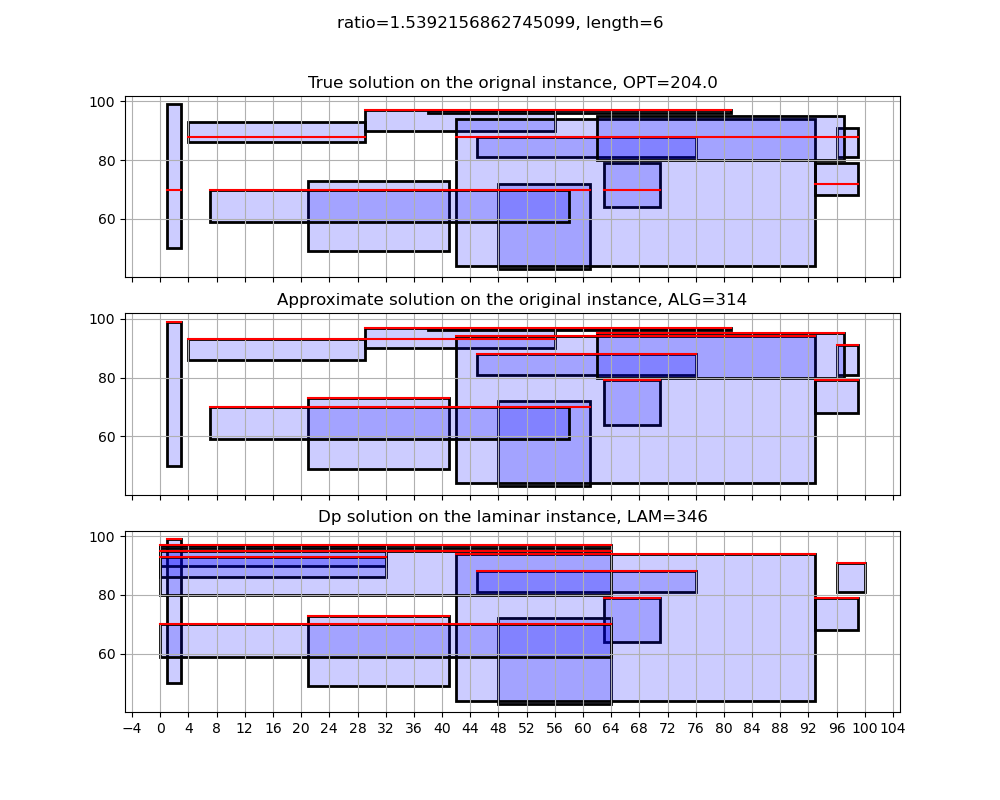 ratio=1.5392156862745099, length=6
True solution on the orignal instance, OPT=204.0
100
80
60
Approximate solution on the original instance, ALG=314
100
80
60
Dp solution on the laminar instance, LAM=346
100
80
60
−4 0 4 8 12 16 20 24 28 32 36 40 44 48 52 56 60 64 68 72 76 80 84 88 92 96 100 104